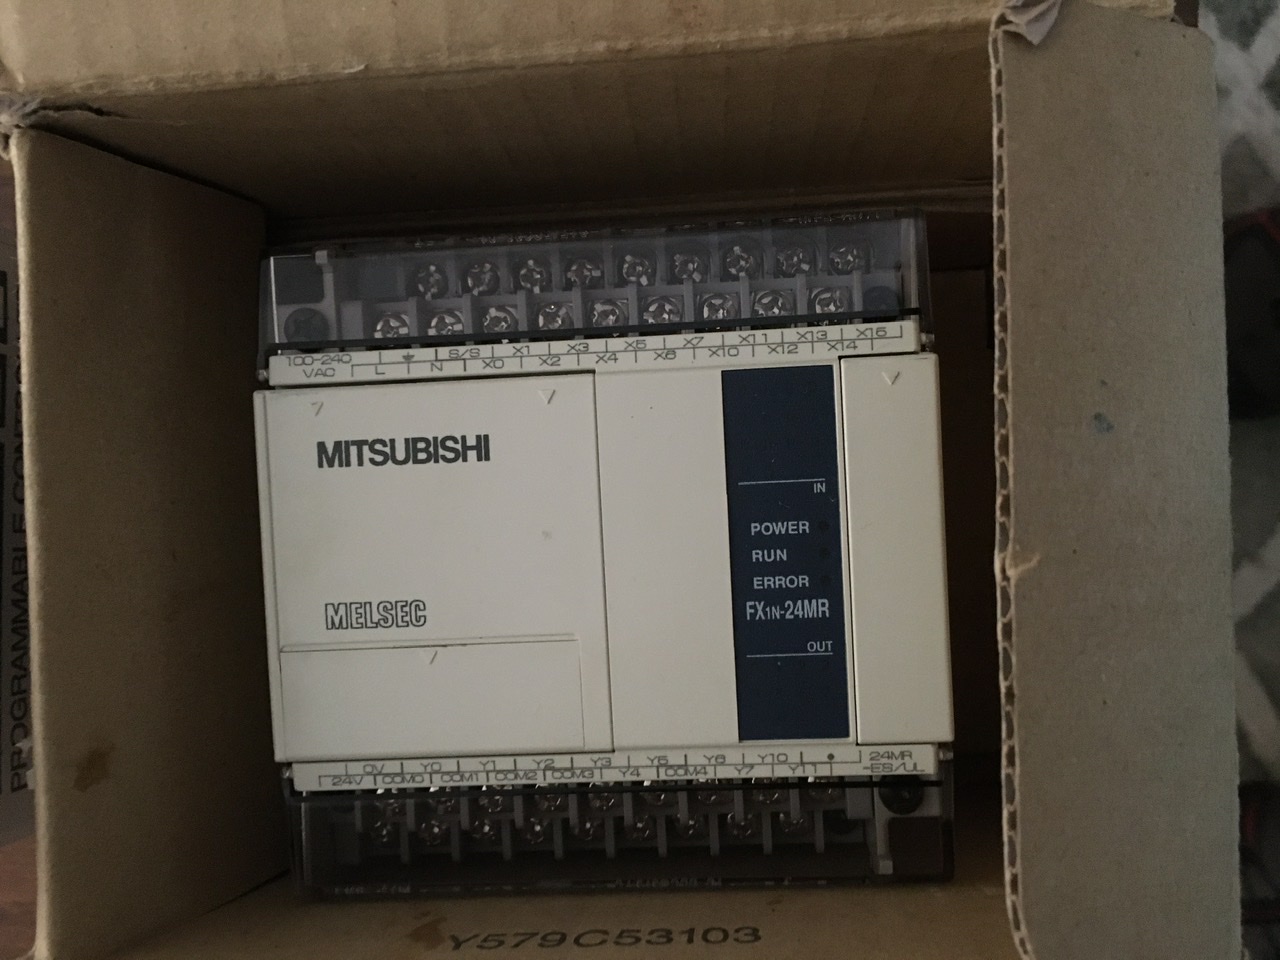 PROGRAMMABLE CONT
100-240
VAC
L N S/S X0 X1 X2 X3 X4 X5 X6 X7 X10 X11 X12 X13 X14 X15
MITSUBISHI
MELSEC
IN
POWER
RUN
ERROR
FX1N-24MR
OUT
0V Y0 Y1 Y2 Y3 Y5 Y6 Y10
24V COM0 COM1 COM2 COM3 Y4 COM4 Y7 Y11
24MR
-ES/UL
Y579C53103